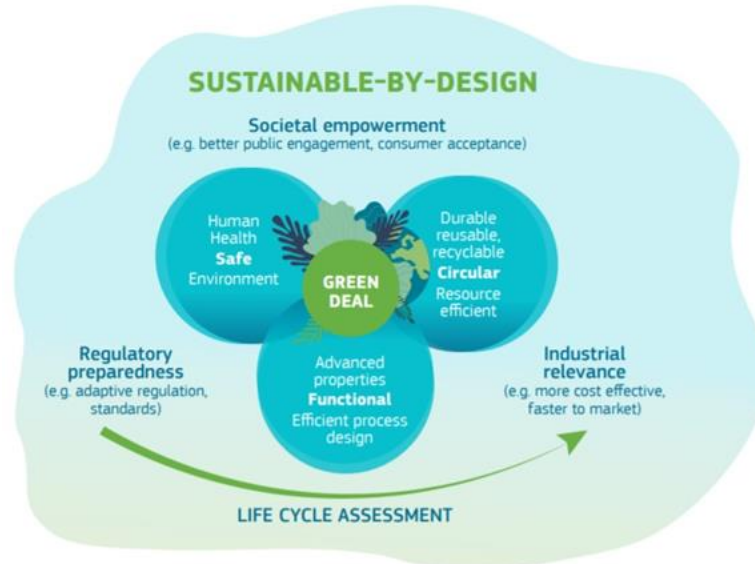 SUSTAINABLE-BY-DESIGN
Societal empowerment
(e.g. better public engagement, consumer acceptance)
Human
Health
Safe
Environment
Durable
reusable,
recyclable
Circular
Resource
efficient
GREEN
DEAL
Advanced
properties
Functional
Efficient process
design
Regulatory
preparedness
(e.g. adaptive regulation,
standards)
Industrial
relevance
(e.g. more cost effective,
faster to market)
LIFE CYCLE ASSESSMENT